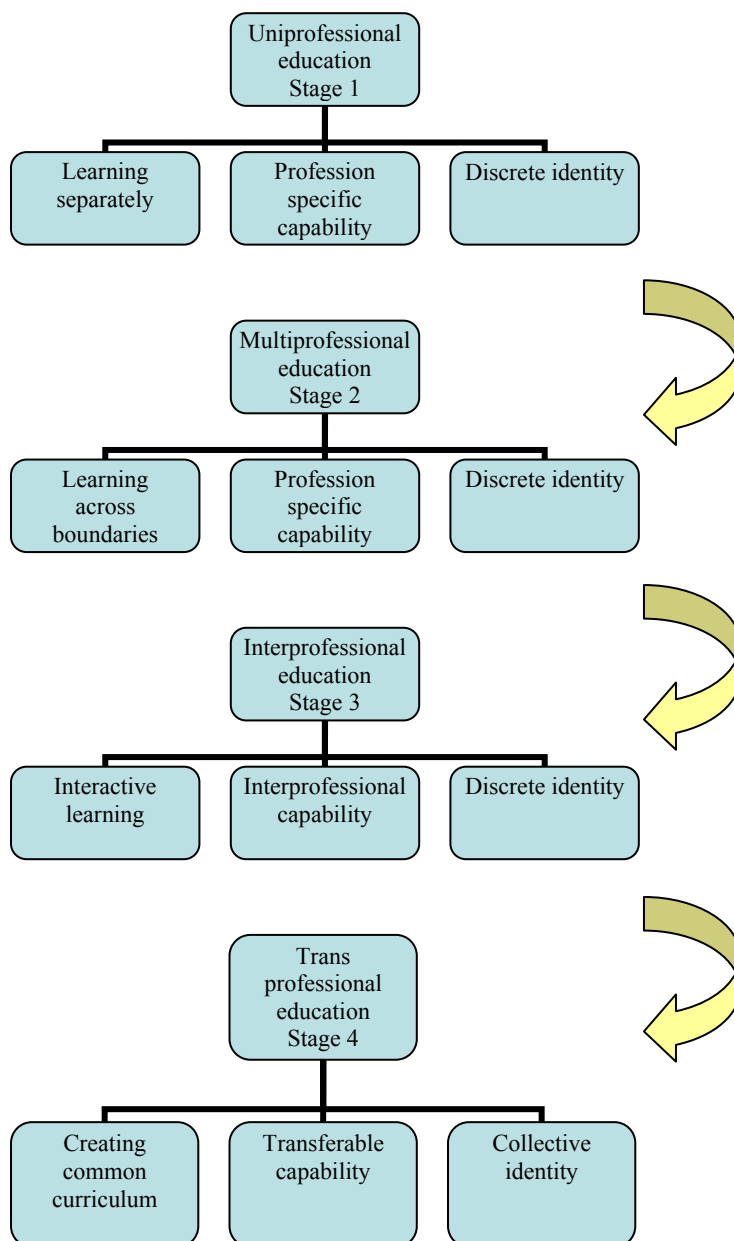 Uniprofessional
education
Stage 1
Learning
separately
Profession
specific
capability
Discrete identity
Multiprofessional
education
Stage 2
Learning
across
boundaries
Profession
specific
capability
Discrete identity
Interprofessional
education
Stage 3
Interactive
learning
Interprofessional
capability
Discrete identity
Trans
professional
education
Stage 4
Creating
common
curriculum
Transferable
capability
Collective
identity